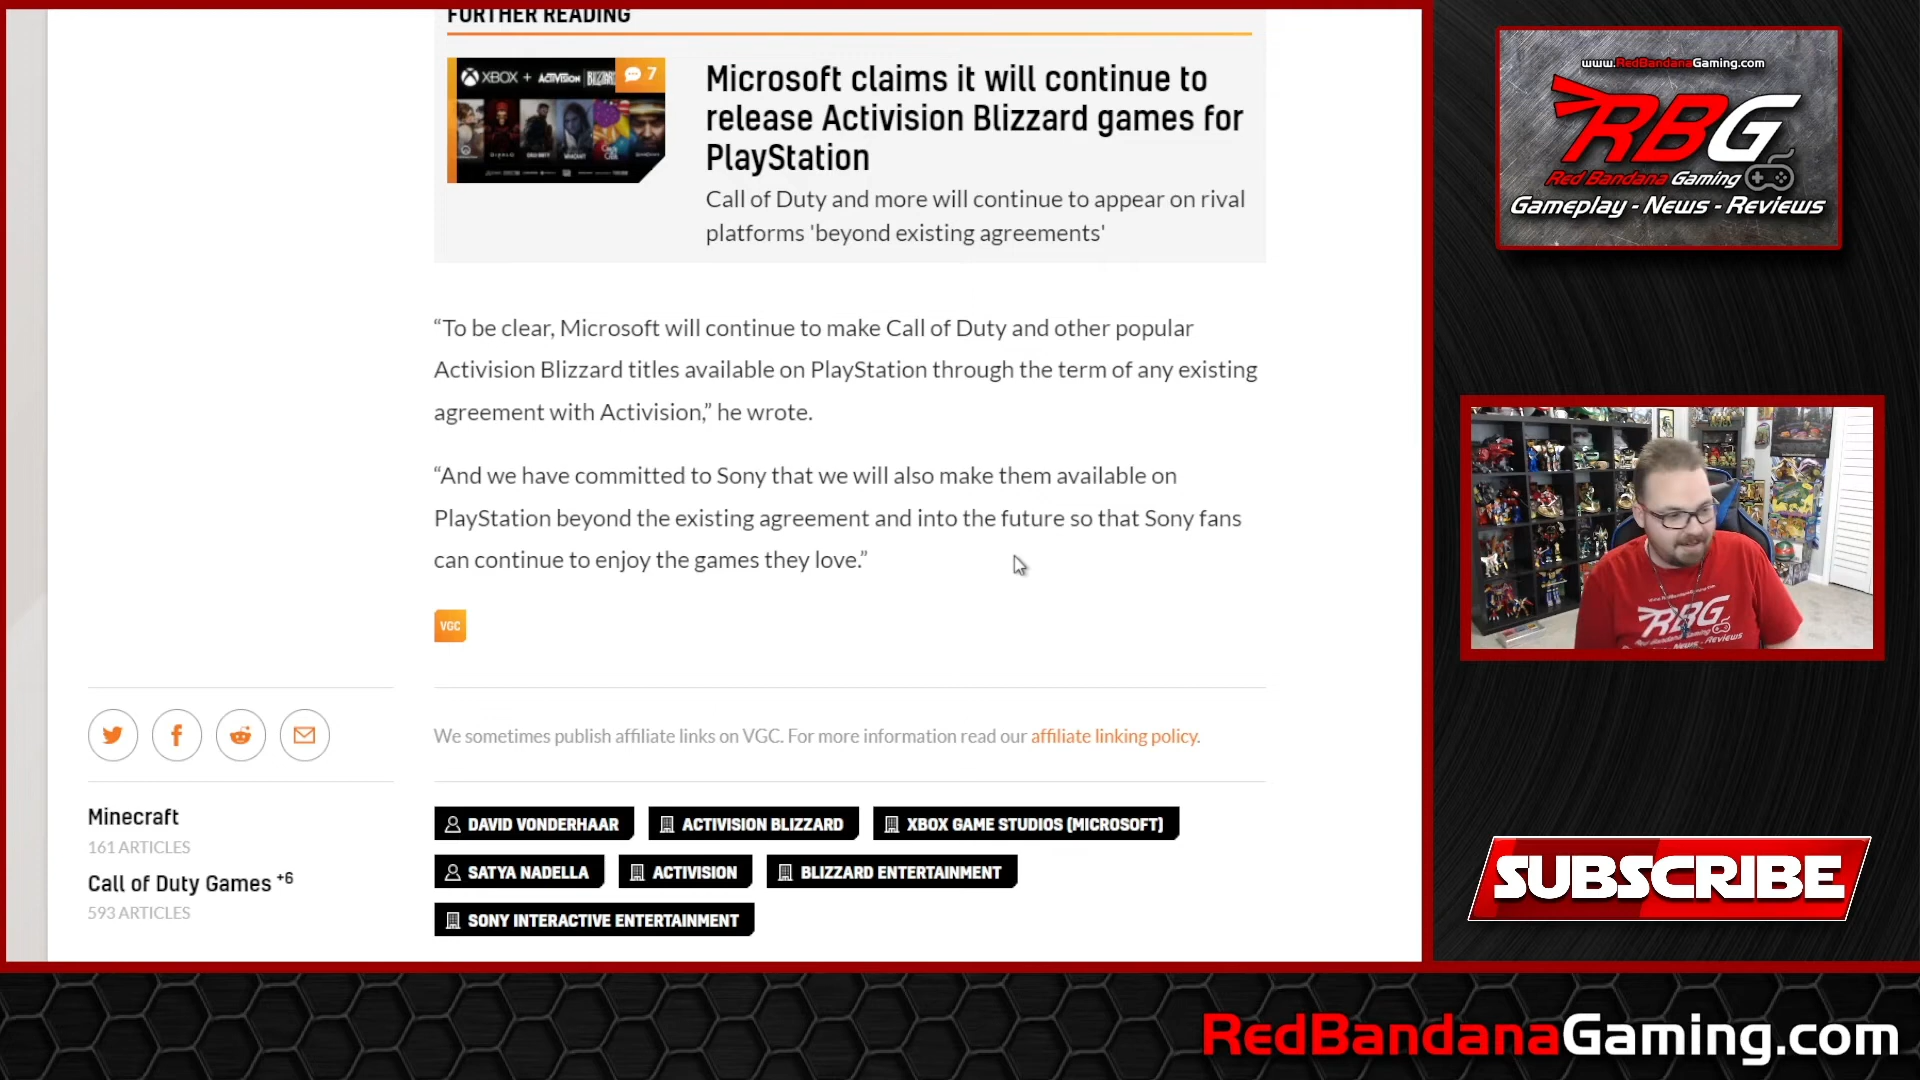 FURTHER READING
XBOX + ACTIVISION BLIZZARD
7
DIABLO
Microsoft claims it will continue to
release Activision Blizzard games for
PlayStation
Call of Duty and more will continue to appear on rival
platforms 'beyond existing agreements'
“To be clear, Microsoft will continue to make Call of Duty and other popular
Activision Blizzard titles available on PlayStation through the term of any existing
agreement with Activision,” he wrote.
“And we have committed to Sony that we will also make them available on
PlayStation beyond the existing agreement and into the future so that Sony fans
can continue to enjoy the games they love.”
VGC
We sometimes publish affiliate links on VGC. For more information read our affiliate linking policy.
Minecraft
161 ARTICLES
Call of Duty Games +6
593 ARTICLES
DAVID VONDERHAAR
ACTIVISION BLIZZARD
XBOX GAME STUDIOS (MICROSOFT)
SATYA NADELLA
ACTIVISION
BLIZZARD ENTERTAINMENT
SONY INTERACTIVE ENTERTAINMENT
www.RedBandanaGaming.com
RBG
Red Bandana Gaming
Gameplay - News - Reviews
RBG
Red Bandana Gaming
SUBSCRIBE
RedBandanaGaming.com